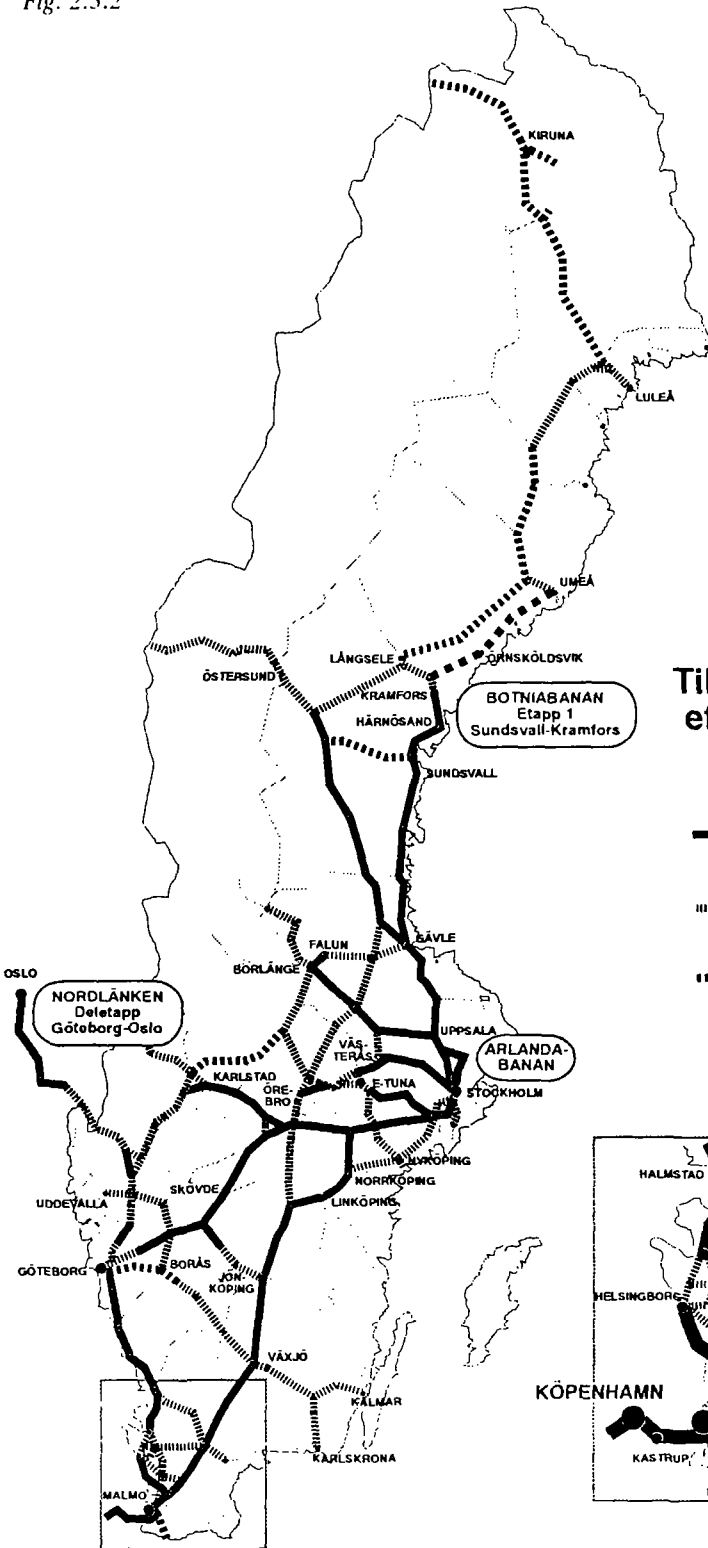 Fig. 2.3.2
KIRUNA
LULEÅ
UMEÅ
LÅNGSELE
ÖRNSKÖLDSVIK
ÖSTERSUND
KRAMFORS
HÄRNÖSAND
BOTNIABANAN
Etapp 1
Sundsvall-Kramfors
SUNDSVALL
FALUN
GÄVLE
BORLÄNGE
OSLO
NORDLÄNKEN
Deletapp
Göteborg-Oslo
UPPSALA
VÄS-
TERÅS
ARLANDA-
BANAN
KARLSTAD
ÖRE-
BRO
E-TUNA
STOCKHOLM
NYKÖPING
SKÖVDE
NORRKÖPING
UDDEVALLA
LINKÖPING
HALMSTAD
GÖTEBORG
BORÅS
JÖN-
KÖPING
HELSINGBORG
VÄXJÖ
KALMAR
KÖPENHAMN
KARLSKRONA
KASTRUP
MALMÖ